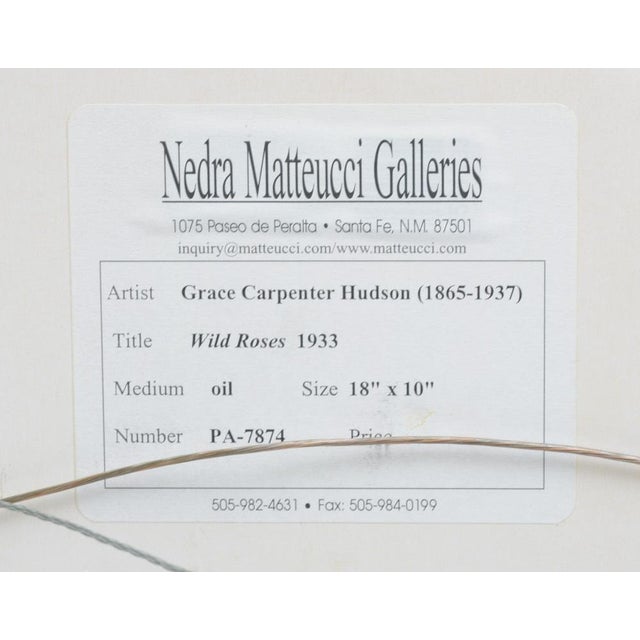 Nedra Matteucci Galleries
1075 Paseo de Peralta • Santa Fe, N.M. 87501
inquiry@matteucci.com/www.matteucci.com
Artist Grace Carpenter Hudson (1865-1937)
Title Wild Roses 1933
Medium oil Size 18" x 10"
Number PA-7874 Price
505-982-4631 • Fax: 505-984-0199